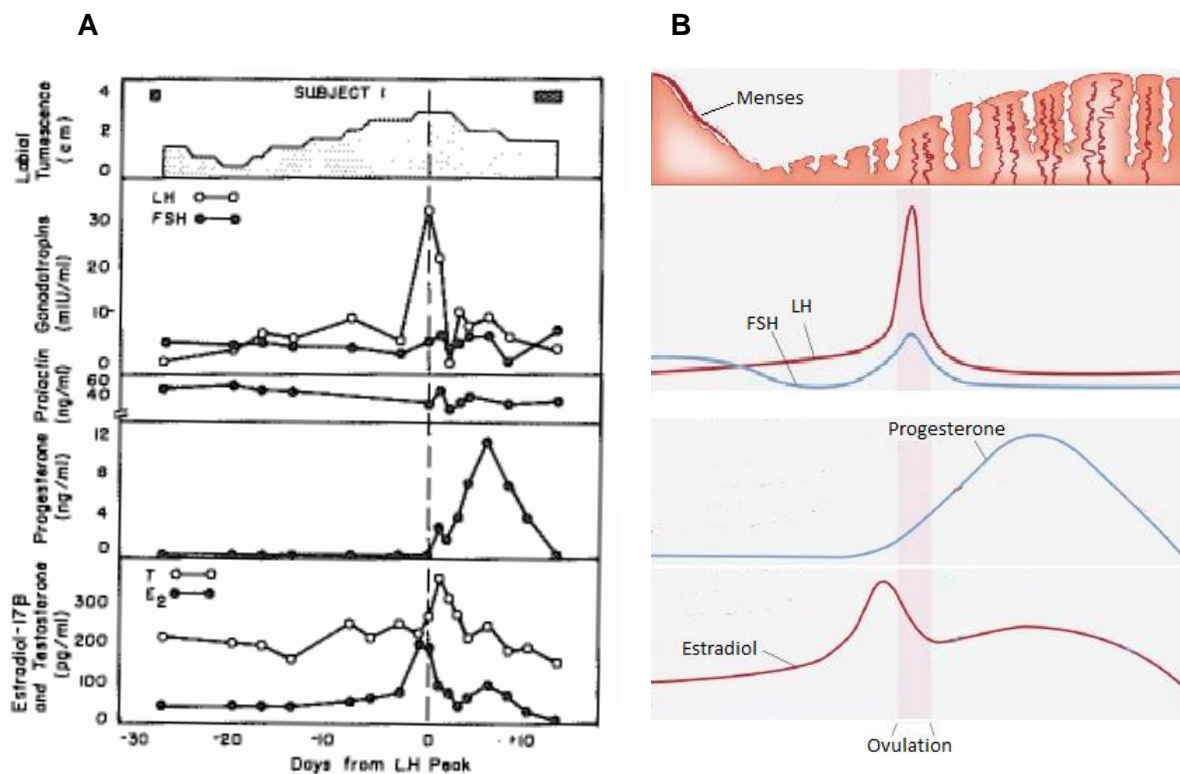 A
B
SUBJECT 1
Labial
Tumescence
(cm)
4
2
0
LH
FSH
Gonadotropins
(mIU/ml)
30
20
10
0
Prolactin
(ng/ml)
60
40
Progesterone
(ng/ml)
12
8
4
0
T
E2
Estradiol-17β
and Testosterone
(pg/ml)
300
200
100
0
-30
-20
-10
0
+10
Days from LH Peak
Menses
LH
FSH
Progesterone
Estradiol
Ovulation